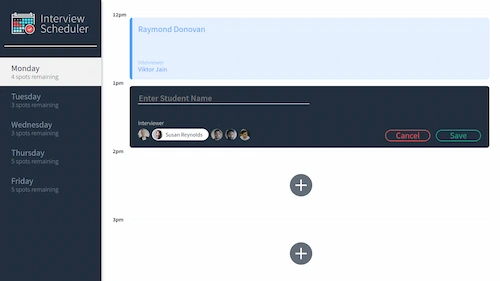 Interview
Scheduler
Monday
4 spots remaining
Tuesday
3 spots remaining
Wednesday
3 spots remaining
Thursday
5 spots remaining
Friday
5 spots remaining
12pm
Raymond Donovan
Interviewer
Viktor Jain
1pm
Enter Student Name
Interviewer
Susan Reynolds
Cancel
Save
2pm
3pm